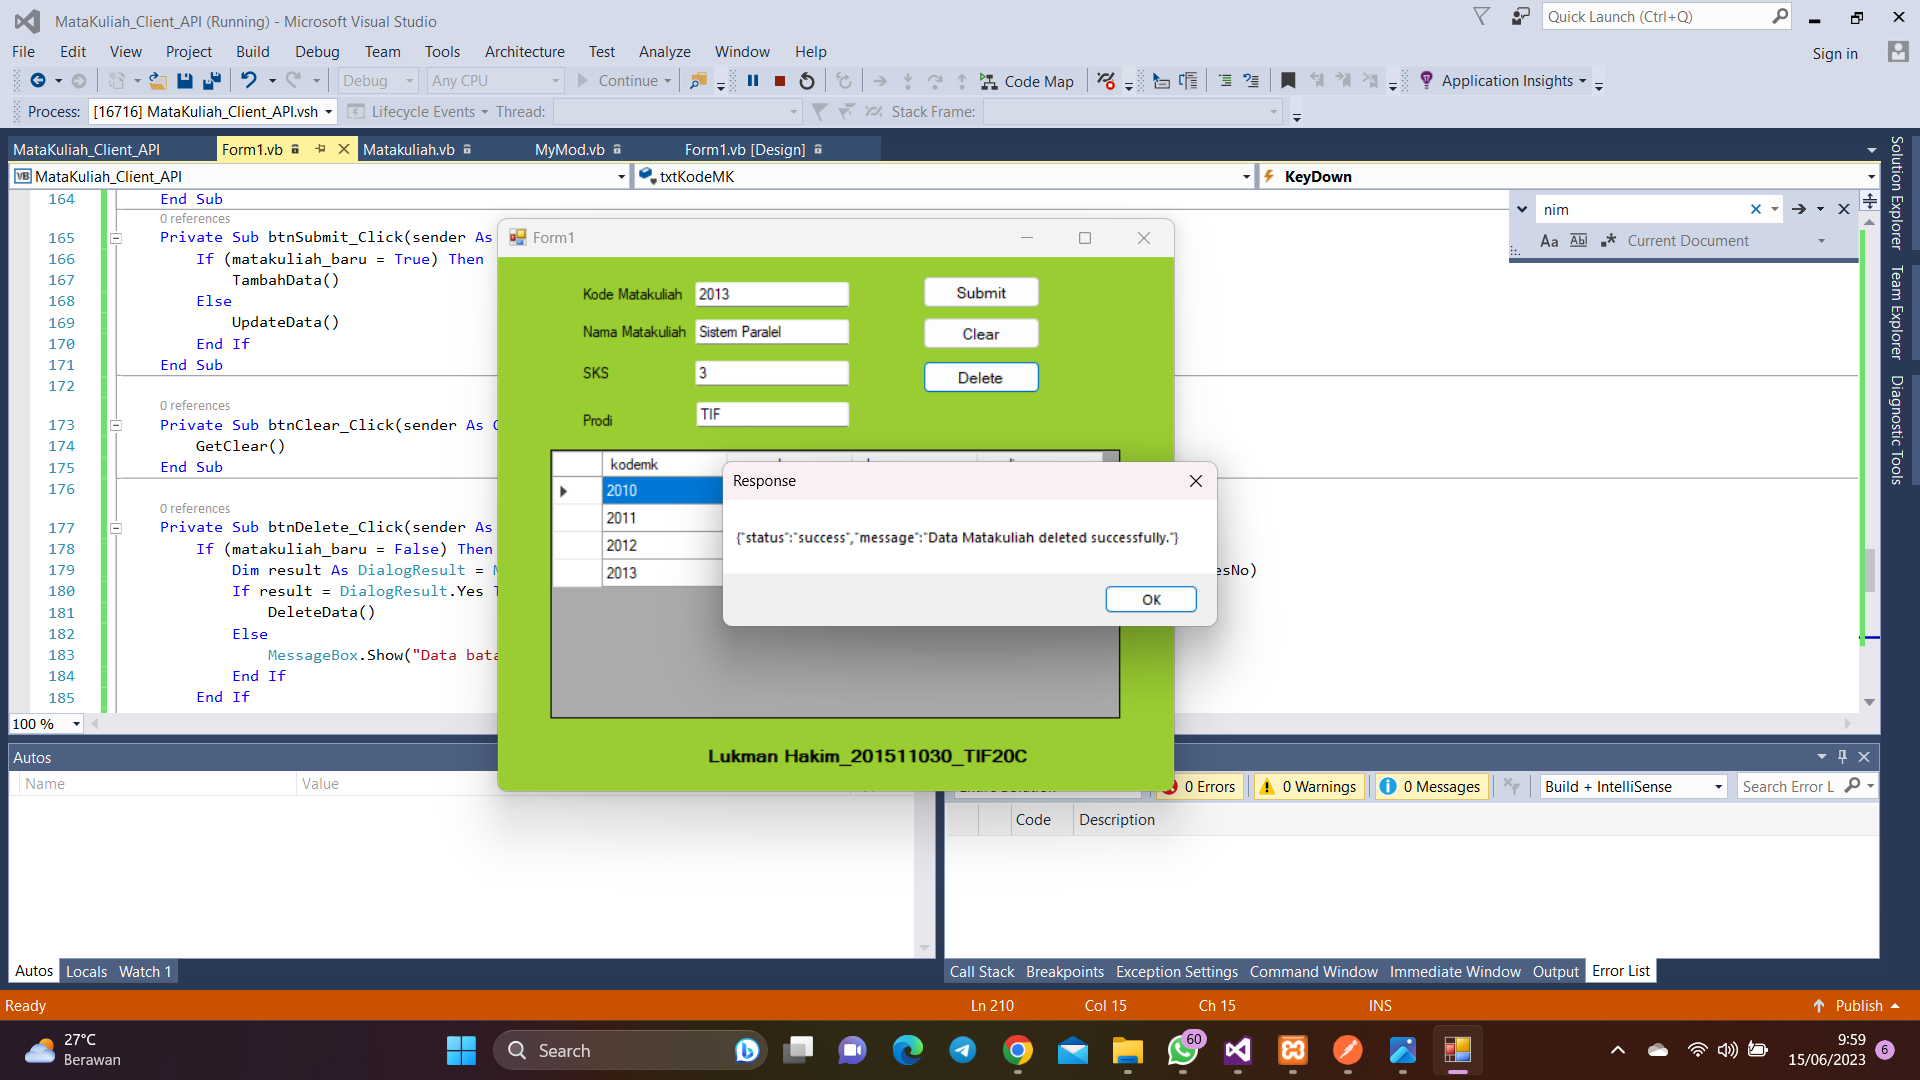 MataKuliah_Client_API (Running) - Microsoft Visual Studio
Quick Launch (Ctrl+Q)
File Edit View Project Build Debug Team Tools Architecture Test Analyze Window Help
Sign in
Debug Any CPU Continue Code Map Application Insights
Process: [16716] MataKuliah_Client_API.vsh Lifecycle Events Thread: Stack Frame:
MataKuliah_Client_API Form1.vb Matakuliah.vb MyMod.vb Form1.vb [Design]
MataKuliah_Client_API txtKodeMK KeyDown
nim
Aa Ab Current Document
Solution Explorer
Team Explorer
Diagnostic Tools
164 End Sub
0 references
165 Private Sub btnSubmit_Click(sender As
166 If (matakuliah_baru = True) Then
167 TambahData()
168 Else
169 UpdateData()
170 End If
171 End Sub
172
0 references
173 Private Sub btnClear_Click(sender As
174 GetClear()
175 End Sub
176
0 references
177 Private Sub btnDelete_Click(sender As
178 If (matakuliah_baru = False) Then
179 Dim result As DialogResult = esNo)
180 If result = DialogResult.Yes
181 DeleteData()
182 Else
183 MessageBox.Show("Data bata
184 End If
185 End If
100 %
Form1
Kode Matakuliah 2013 Submit
Nama Matakuliah Sistem Paralel Clear
SKS 3 Delete
Prodi TIF
kodemk
2010
2011
2012
2013
Response
{"status":"success","message":"Data Matakuliah deleted successfully."}
OK
Lukman Hakim_201511030_TIF20C
Autos
Name Value
0 Errors 0 Warnings 0 Messages Build + IntelliSense Search Error L
Code Description
Autos Locals Watch 1
Call Stack Breakpoints Exception Settings Command Window Immediate Window Output Error List
Ready Ln 210 Col 15 Ch 15 INS Publish
27°C
Berawan
Search
60
9:59
15/06/2023
6